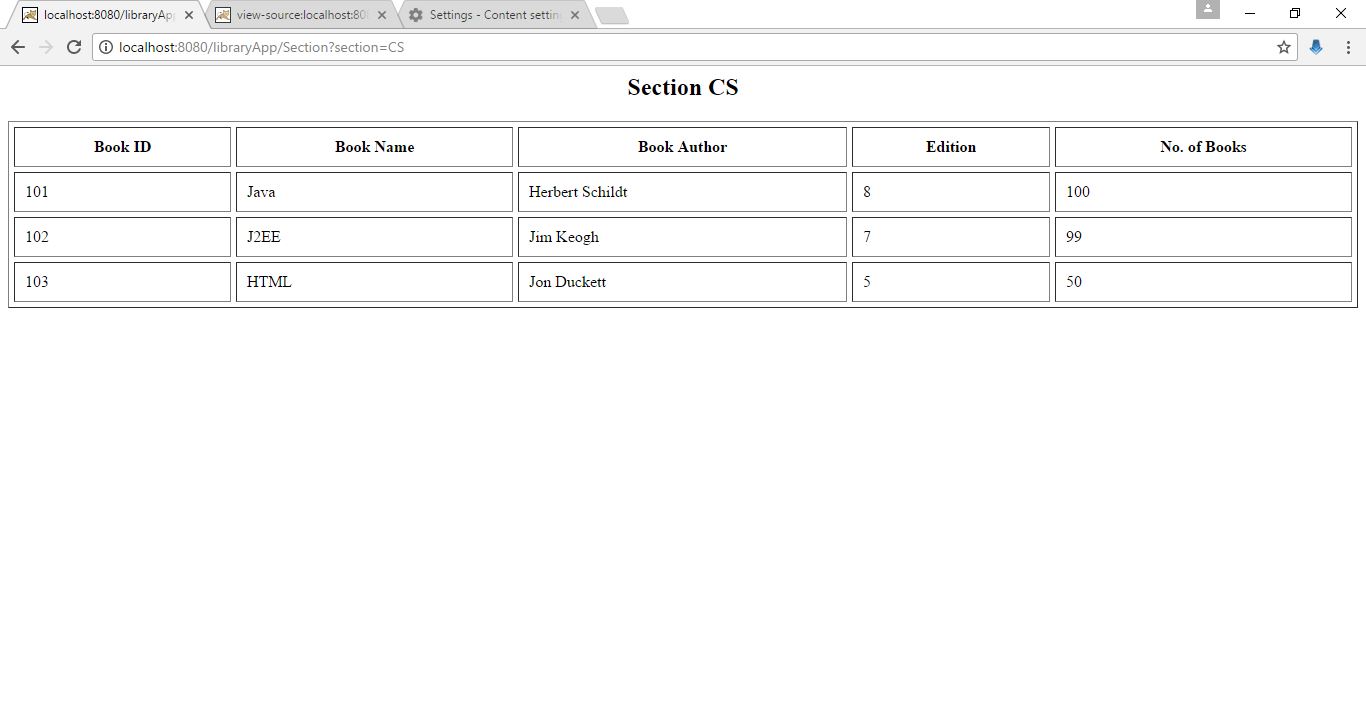 localhost:8080/libraryAp
view-source:localhost:80
Settings - Content settin
localhost:8080/libraryApp/Section?section=CS
Section CS
Book ID Book Name Book Author Edition No. of Books
101 Java Herbert Schildt 8 100
102 J2EE Jim Keogh 7 99
103 HTML Jon Duckett 5 50